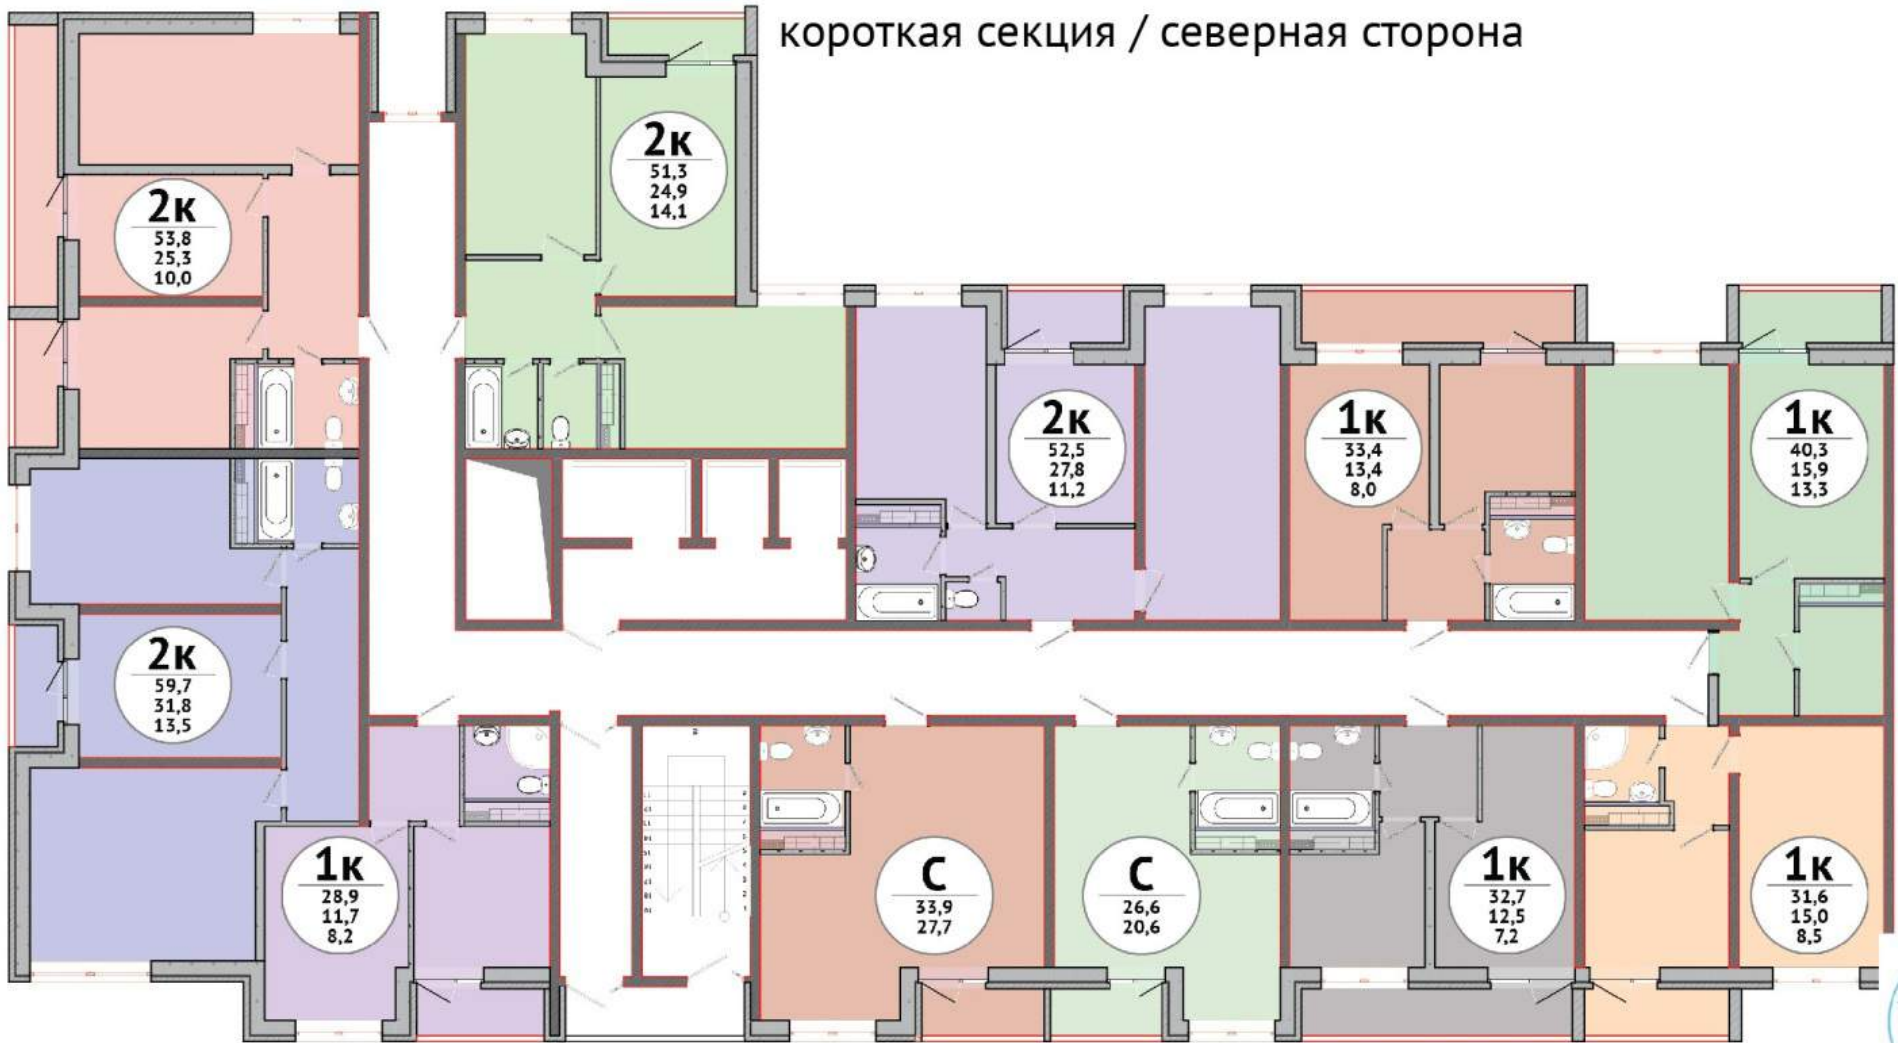 короткая секция / северная сторона
2к
51,3
24,9
14,1
2к
53,8
25,3
10,0
2к
52,5
27,8
11,2
1к
33,4
13,4
8,0
1к
40,3
15,9
13,3
2к
59,7
31,8
13,5
1к
28,9
11,7
8,2
С
33,9
27,7
С
26,6
20,6
1к
32,7
12,5
7,2
1к
31,6
15,0
8,5